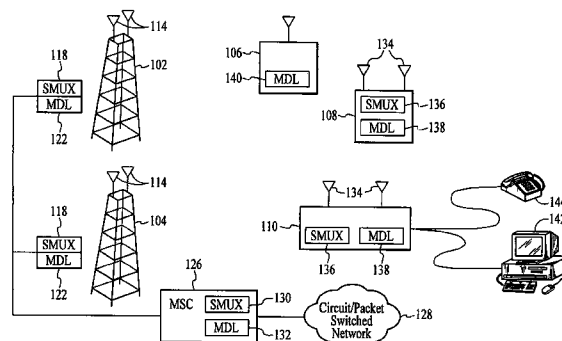 114
134
118
102
106
140
MDL
SMUX
MDL
108
SMUX
136
MDL
138
122
114
134
144
142
118
104
110
SMUX
MDL
SMUX
MDL
136
138
126
122
MSC
SMUX
130
MDL
132
Circuit/Packet
Switched
Network
128